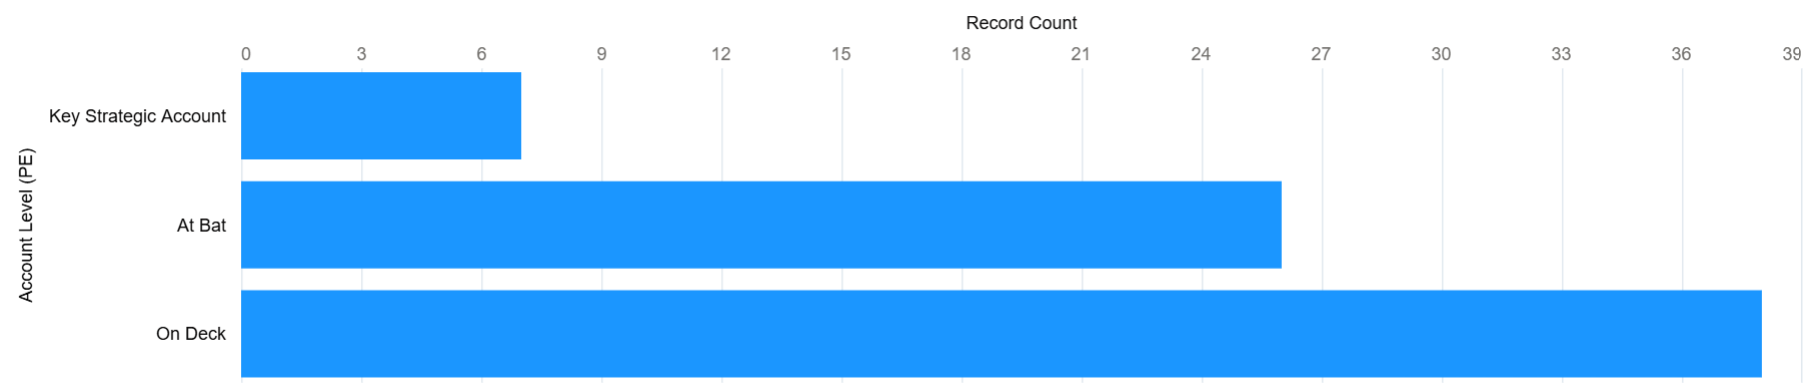 Record Count
0 3 6 9 12 15 18 21 24 27 30 33 36 39
Account Level (PE)
Key Strategic Account
At Bat
On Deck